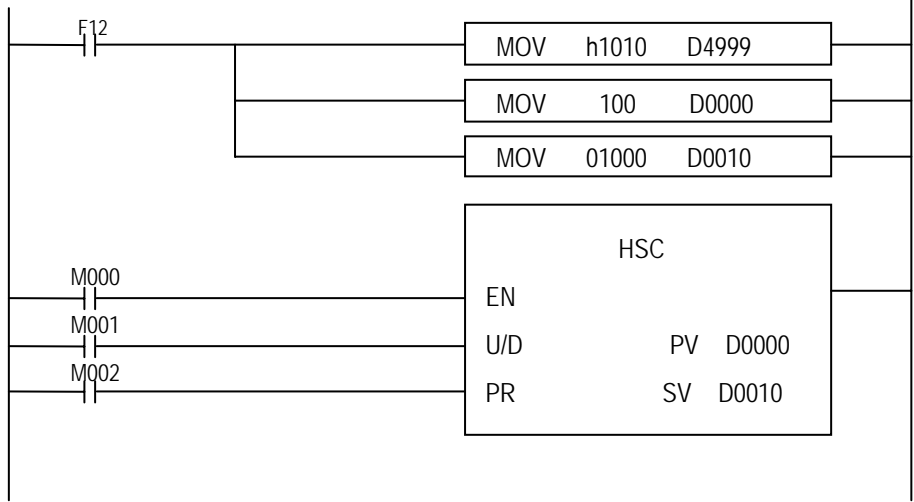 F12
MOV h1010 D4999
MOV 100 D0000
MOV 01000 D0010
HSC
M000
EN
M001
U/D PV D0000
M002
PR SV D0010